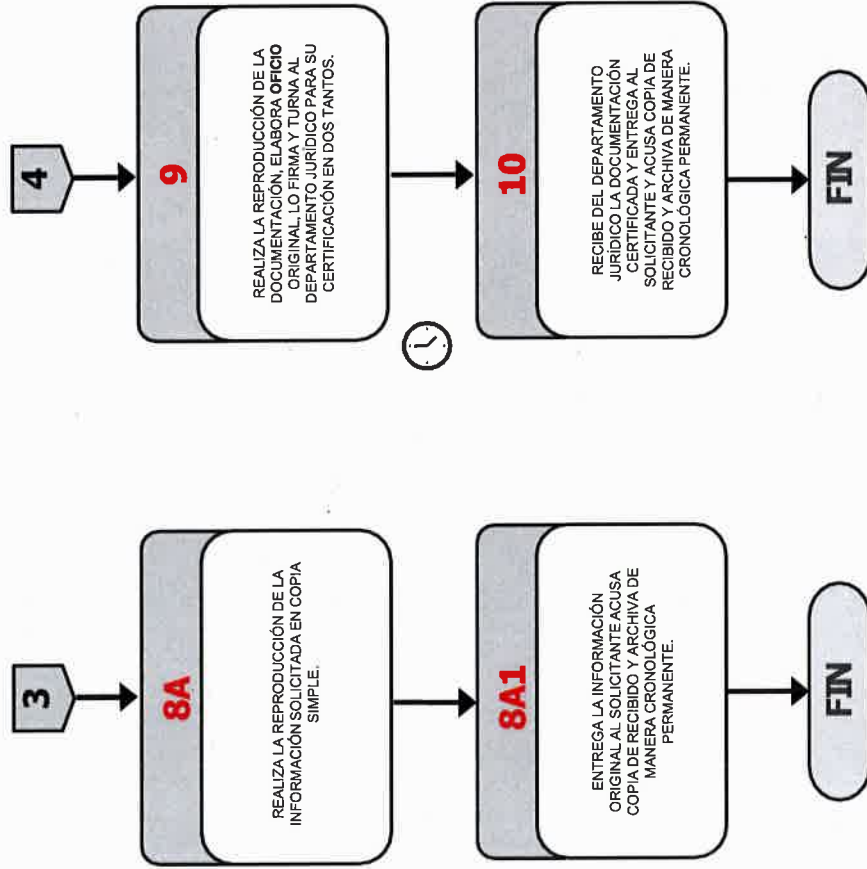 3
8A
REALIZA LA REPRODUCCIÓN DE LA
INFORMACIÓN SOLICITADA EN COPIA
SIMPLE.
8A1
ENTREGA LA INFORMACIÓN
ORIGINAL AL SOLICITANTE ACUSA
COPIA DE RECIBIDO Y ARCHIVA DE
MANERA CRONOLÓGICA
PERMANENTE.
FIN
4
9
REALIZA LA REPRODUCCIÓN DE LA
DOCUMENTACIÓN, ELABORA OFICIO
ORIGINAL, LO FIRMA Y TURNA AL
DEPARTAMENTO JURÍDICO PARA SU
CERTIFICACIÓN EN DOS TANTOS.
10
RECIBE DEL DEPARTAMENTO
JURÍDICO LA DOCUMENTACIÓN
CERTIFICADA Y ENTREGA AL
SOLICITANTE Y ACUSA COPIA DE
RECIBIDO Y ARCHIVA DE MANERA
CRONOLÓGICA PERMANENTE.
FIN